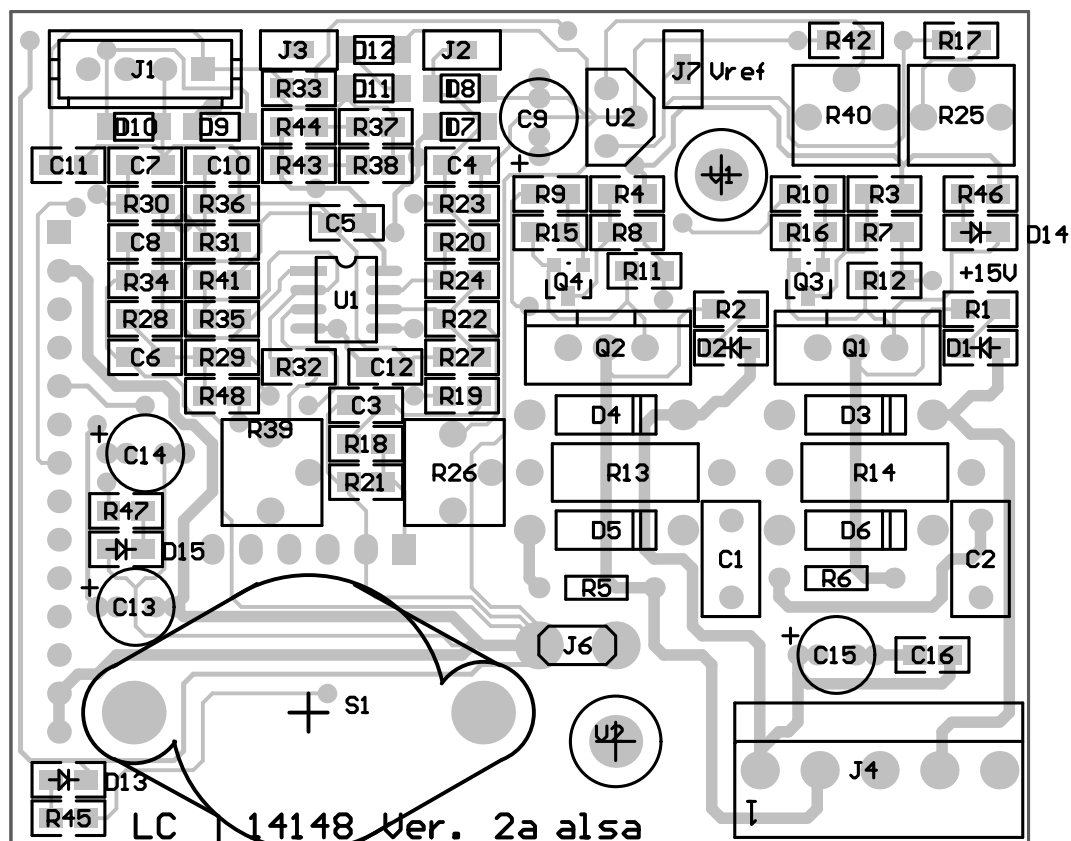 R42 R17
J3 D12 J2
J1 J7 Vref
R33 D11 D8
C9 U2 R40 R25
D10 D9 R44 R37 D7
+
C11 C7 C10 R43 R38 C4
V1
R30 R36 R23 R9 R4 R10 R3 R46
C5
C8 R31 R20 R15 R8 R16 R7 D14
R34 R41 R24 Q4 R11 Q3 R12 +15V
U1
R28 R35 R22 R2 R1
C6 R29 R27 Q2 D2 Q1 D1
R32 C12
R48 C3 R19
R39 D4 D3
+
C14 R18
R21 R26 R13 R14
R47
D15 D5 D6
C1 C2
+
C13 R5 R6
+
J6 C15 C16
S1
J4
D13
1
R45
LC 14148 Ver. 2a alsa